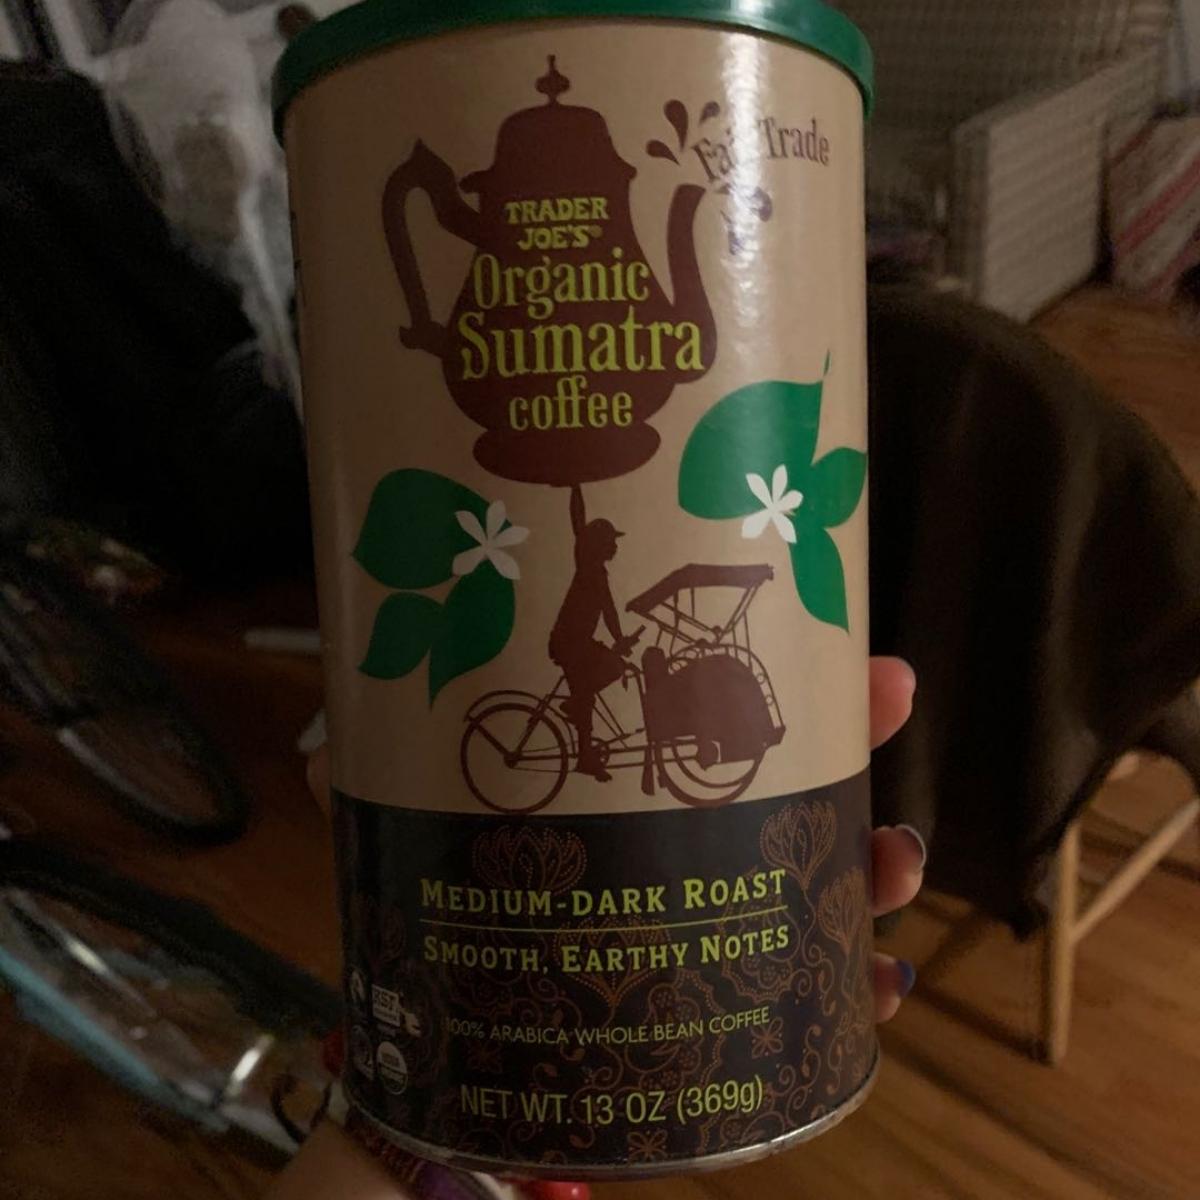 Fair Trade
TRADER
JOE'S®
Organic
Sumatra
coffee
MEDIUM-DARK ROAST
SMOOTH, EARTHY NOTES
100% ARABICA WHOLE BEAN COFFEE
NET WT. 13 OZ (369g)